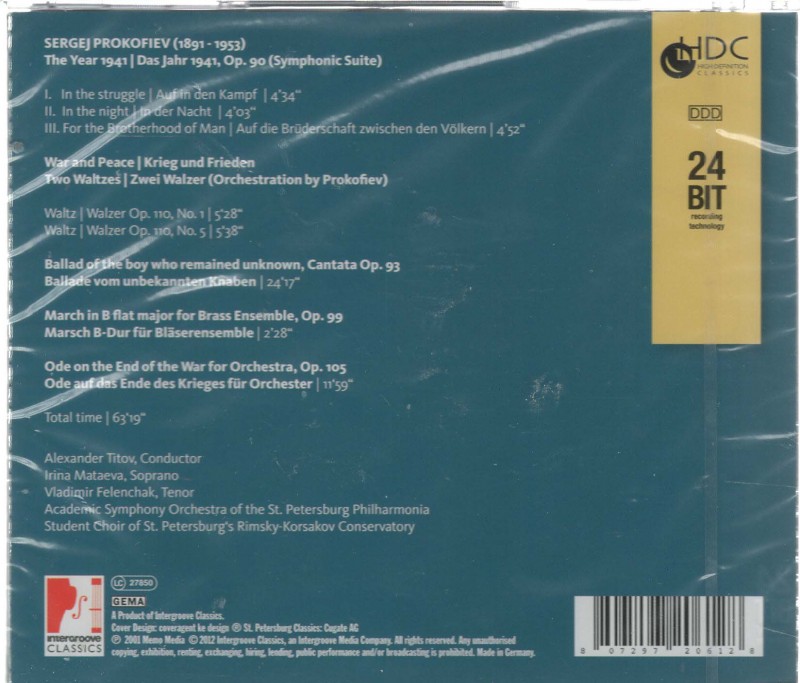 SERGEJ PROKOFIEV (1891 - 1953)
The Year 1941 | Das Jahr 1941, Op. 90 (Symphonic Suite)
I. In the struggle | Auf in den Kampf | 4'34"
II. In the night | In der Nacht | 4'03"
III. For the Brotherhood of Man | Auf die Brüderschaft zwischen den Völkern | 4'52"
War and Peace | Krieg und Frieden
Two Waltzes | Zwei Walzer (Orchestration by Prokofiev)
Waltz | Walzer Op. 110, No. 1 | 5'28"
Waltz | Walzer Op. 110, No. 5 | 5'38"
Ballad of the boy who remained unknown, Cantata Op. 93
Ballade vom unbekannten Knaben | 24'17"
March in B flat major for Brass Ensemble, Op. 99
Marsch B-Dur für Bläserensemble | 2'28"
Ode on the End of the War for Orchestra, Op. 105
Ode auf das Ende des Krieges für Orchester | 11'59"
Total time | 63'19"
Alexander Titov, Conductor
Irina Mataeva, Soprano
Vladimir Felenchak, Tenor
Academic Symphony Orchestra of the St. Petersburg Philharmonia
Student Choir of St. Petersburg's Rimsky-Korsakov Conservatory
HDC
HIGH DEFINITION
CLASSICS
DDD
24
BIT
recording
technology
intergroove
CLASSICS
LC 27850
GEMA
A Product of Intergroove Classics.
Cover Design: coveragent ke design ® St. Petersburg Classics: Cugate AG
℗ 2001 Memo Media © 2012 Intergroove Classics, an Intergroove Media Company. All rights reserved. Any unauthorised
copying, exhibition, renting, exchanging, hiring, lending, public performance and/or broadcasting is prohibited. Made in Germany.
8 07297 20612 8